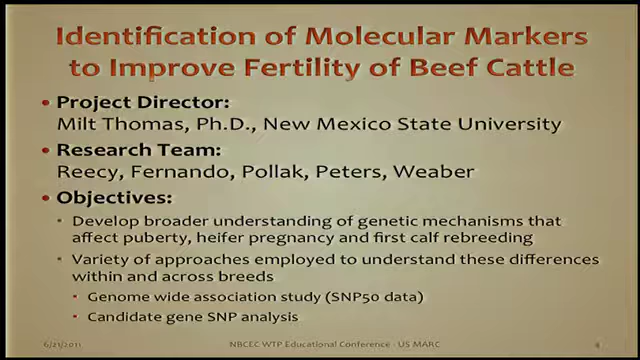 Identification of Molecular Markers
to Improve Fertility of Beef Cattle
• Project Director:
Milt Thomas, Ph.D., New Mexico State University
• Research Team:
Reecy, Fernando, Pollak, Peters, Weaber
• Objectives:
• Develop broader understanding of genetic mechanisms that
affect puberty, heifer pregnancy and first calf rebreeding
• Variety of approaches employed to understand these differences
within and across breeds
• Genome wide association study (SNP50 data)
• Candidate gene SNP analysis
6/21/2011 NBCEC WTP Educational Conference - US MARC